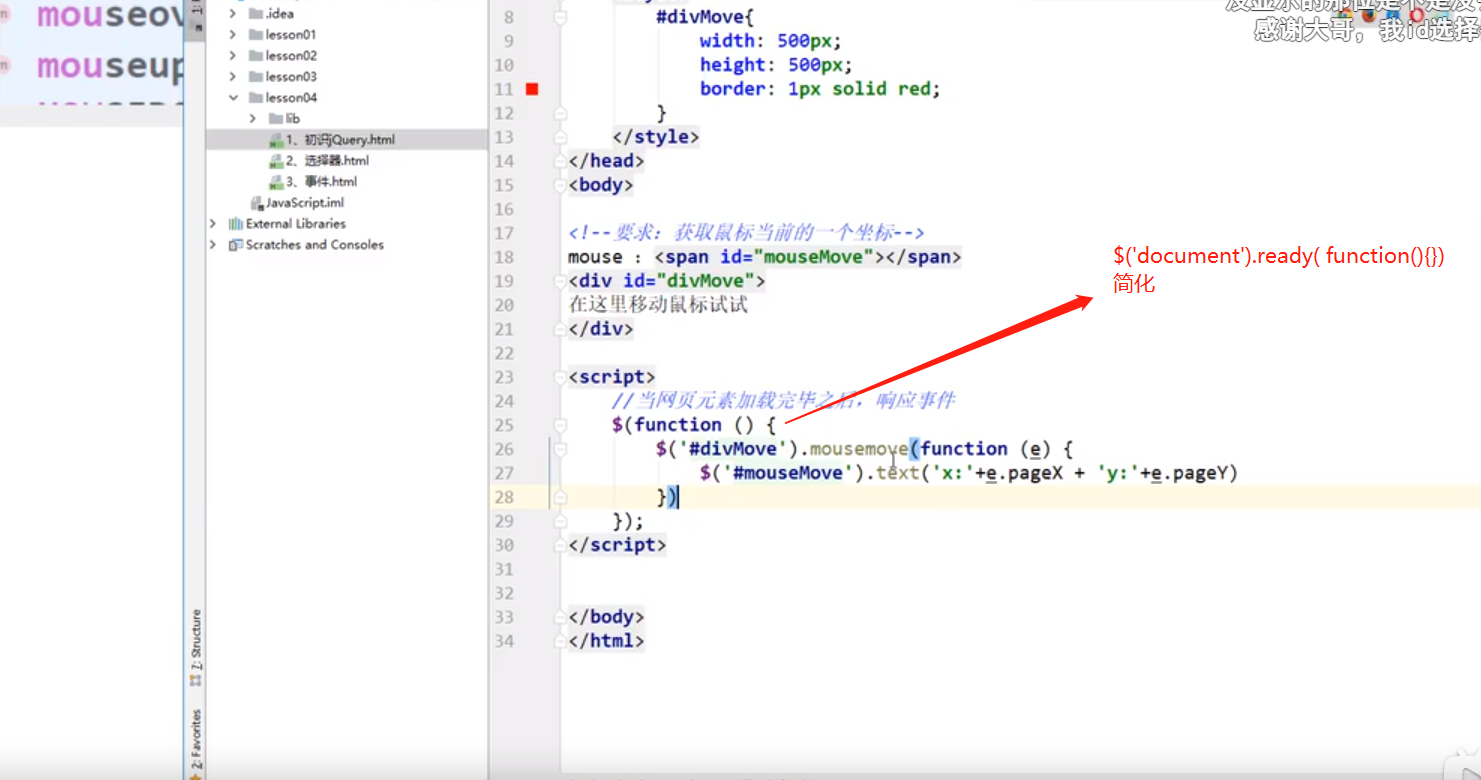 mouseov
mouseup
.idea
lesson01
lesson02
lesson03
lesson04
lib
1、初识jQuery.html
2、选择器.html
3、事件.html
JavaScript.iml
External Libraries
Scratches and Consoles
7: Structure
2: Favorites
感谢大哥，我id选择
8 #divMove{
9 width: 500px;
10 height: 500px;
11 border: 1px solid red;
12 }
13 </style>
14 </head>
15 <body>
16
17 <!--要求：获取鼠标当前的一个坐标-->
18 mouse : <span id="mouseMove"></span>
19 <div id="divMove">
20 在这里移动鼠标试试
21 </div>
22
23 <script>
24 //当网页元素加载完毕之后，响应事件
25 $(function () {
26 $('#divMove').mousemove(function (e) {
27 $('#mouseMove').text('x:'+e.pageX + 'y:'+e.pageY)
28 })
29 });
30 </script>
31
32
33 </body>
34 </html>
$('document').ready( function(){})
简化